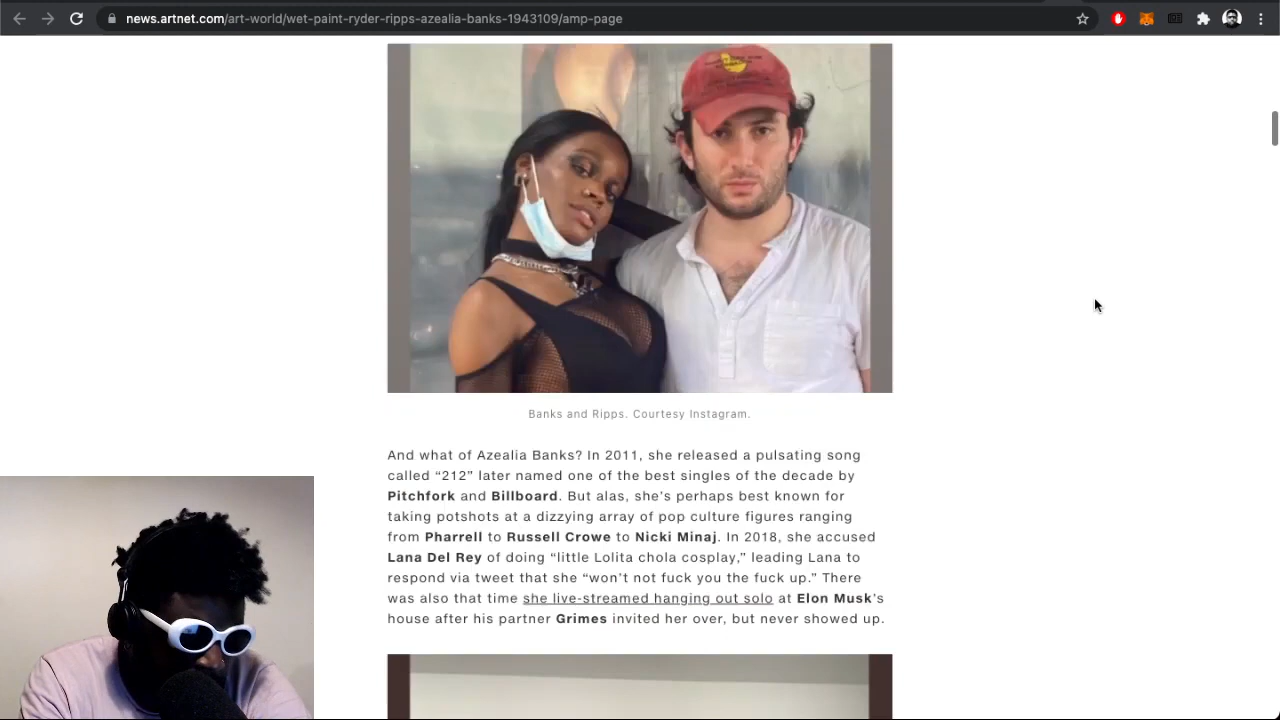 news.artnet.com/art-world/wet-paint-ryder-ripps-azealia-banks-1943109/amp-page
Banks and Ripps. Courtesy Instagram.
And what of Azealia Banks? In 2011, she released a pulsating song
called “212” later named one of the best singles of the decade by
Pitchfork and Billboard. But alas, she’s perhaps best known for
taking potshots at a dizzying array of pop culture figures ranging
from Pharrell to Russell Crowe to Nicki Minaj. In 2018, she accused
Lana Del Rey of doing “little Lolita chola cosplay,” leading Lana to
respond via tweet that she “won’t not fuck you the fuck up.” There
was also that time she live-streamed hanging out solo at Elon Musk’s
house after his partner Grimes invited her over, but never showed up.